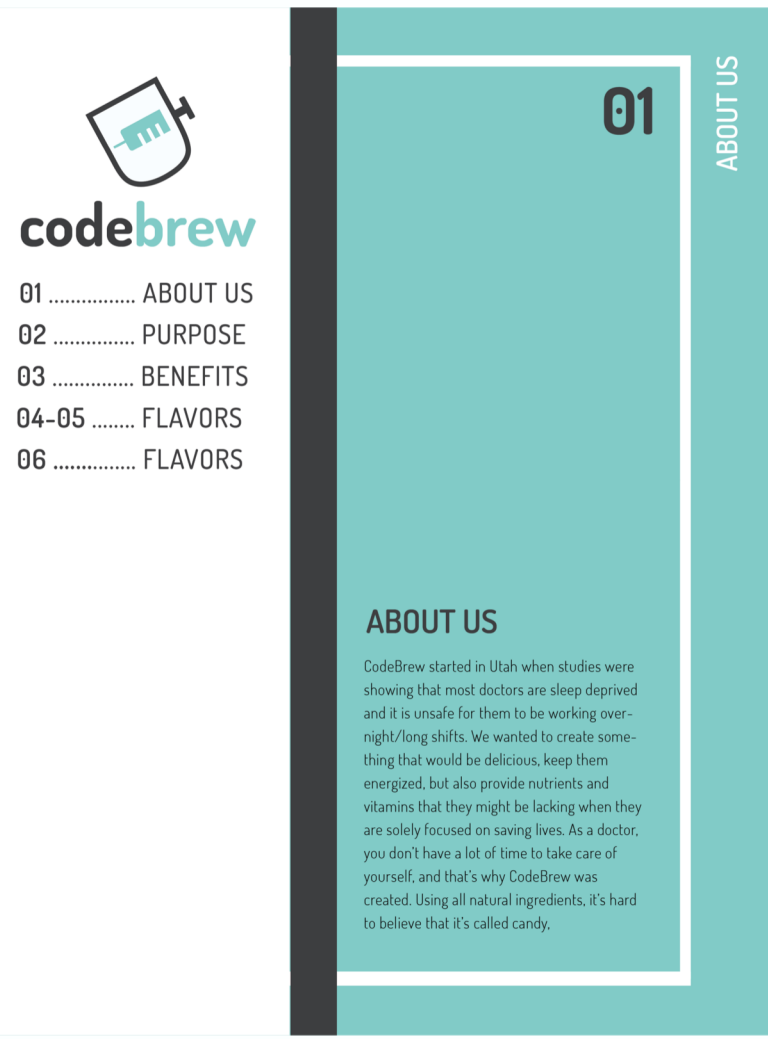 codebrew
01 ................ ABOUT US
02 ............... PURPOSE
03 ............... BENEFITS
04-05 ........ FLAVORS
06 ............... FLAVORS
01
ABOUT US
ABOUT US
CodeBrew started in Utah when studies were
showing that most doctors are sleep deprived
and it is unsafe for them to be working over-
night/long shifts. We wanted to create some-
thing that would be delicious, keep them
energized, but also provide nutrients and
vitamins that they might be lacking when they
are solely focused on saving lives. As a doctor,
you don't have a lot of time to take care of
yourself, and that's why CodeBrew was
created. Using all natural ingredients, it's hard
to believe that it's called candy,